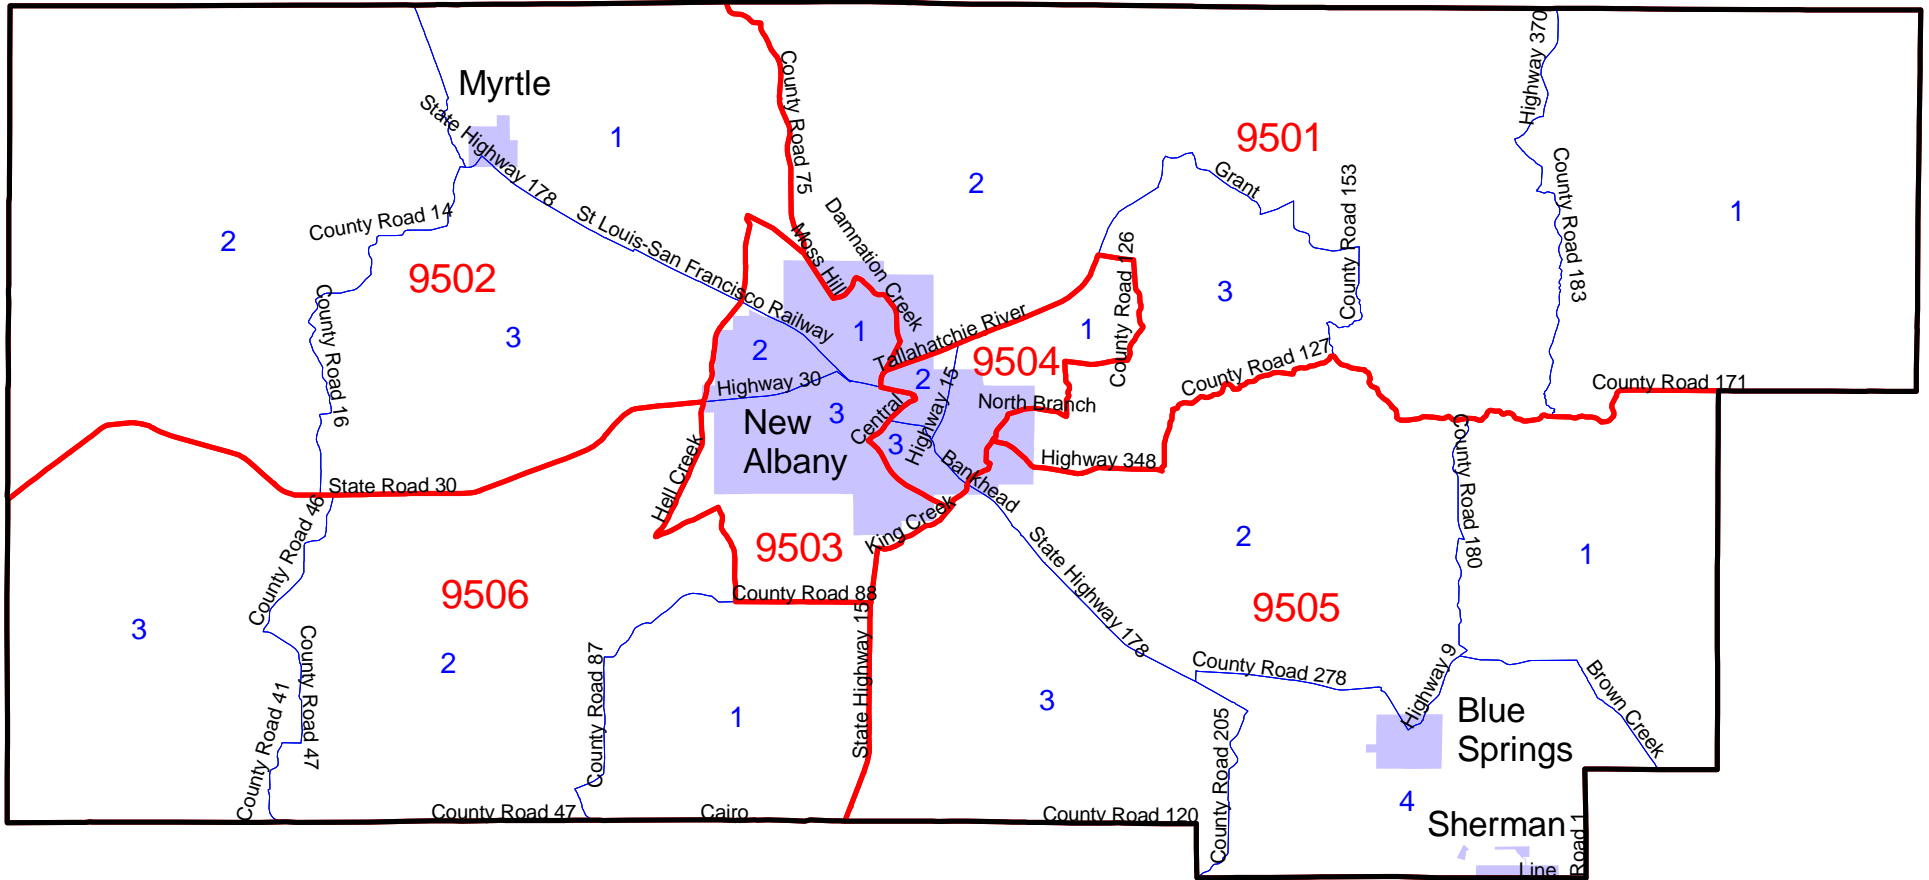 Myrtle
State Highway 178
1
County Road 75
9501
Highway 370
2
Grant
County Road 153
County Road 183
1
County Road 14
2
St Louis-San Francisco Railway
Damnation Creek
Moss Hill
9502
County Road 16
3
County Road 126
3
1
2
1
Tallahatchie River
9504
County Road 127
County Road 171
Highway 30
2
Highway 15
North Branch
New
Albany
3
Central
3
Highway 348
Bankhead
State Road 30
Hell Creek
King Creek
County Road 46
County Road 180
9503
2
1
State Highway 178
9506
County Road 88
9505
3
2
County Road 47
County Road 41
County Road 87
1
State Highway 15
3
County Road 278
Highway 9
Brown Creek
County Road 205
Blue
Springs
4
County Road 47
Cairo
County Road 120
Sherman
Line
Road 1